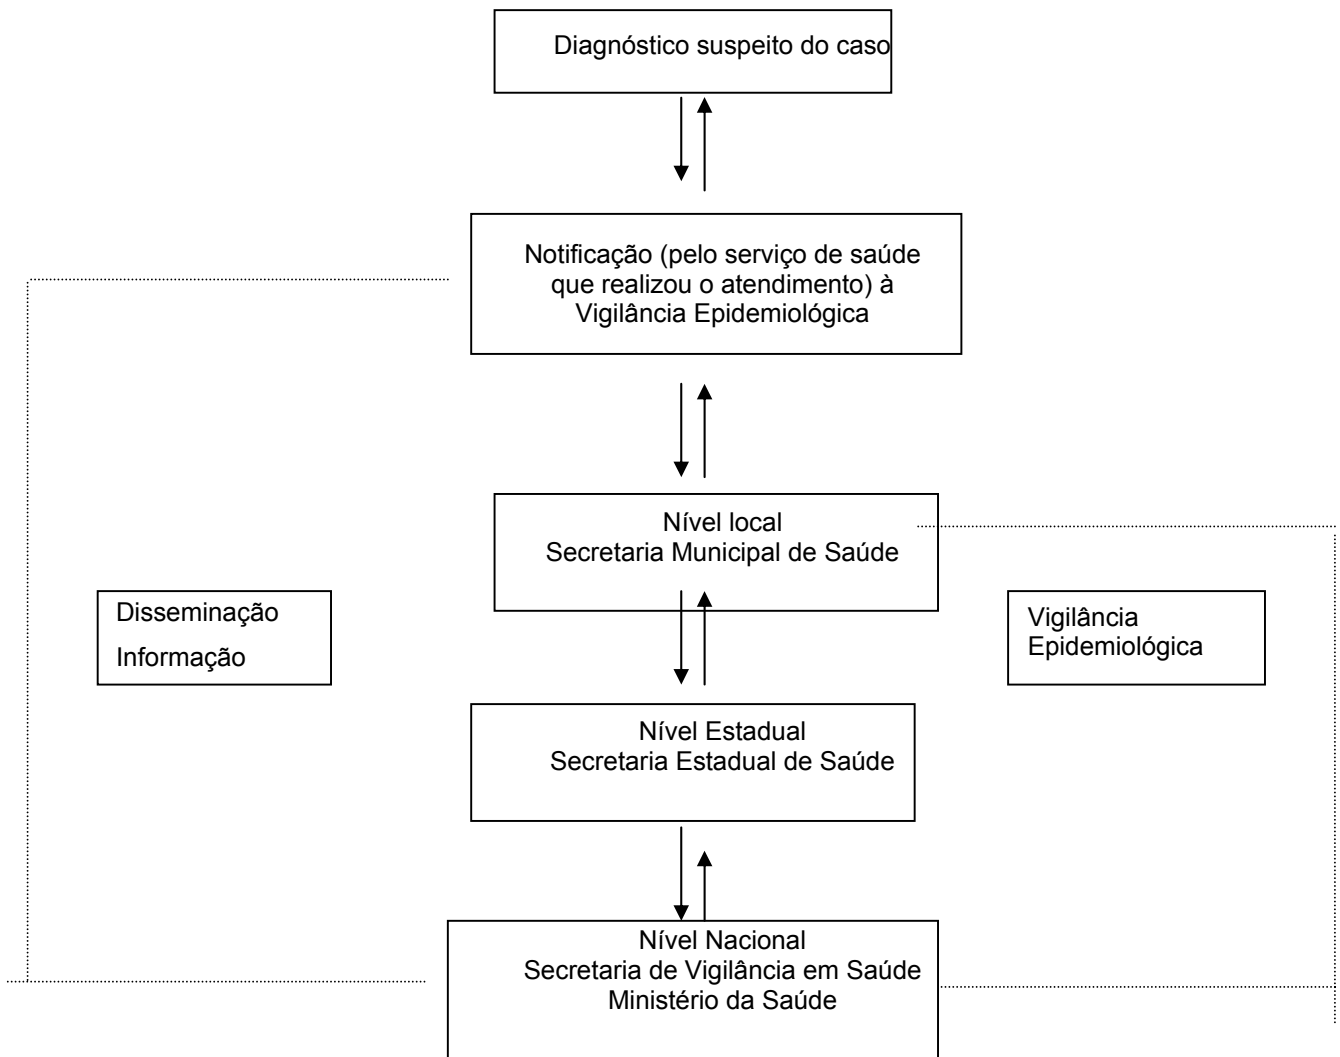 Diagnóstico suspeito do caso
Notificação (pelo serviço de saúde
que realizou o atendimento) à
Vigilância Epidemiológica
Nível local
Secretaria Municipal de Saúde
Disseminação
Informação
Vigilância
Epidemiológica
Nível Estadual
Secretaria Estadual de Saúde
Nível Nacional
Secretaria de Vigilância em Saúde
Ministério da Saúde